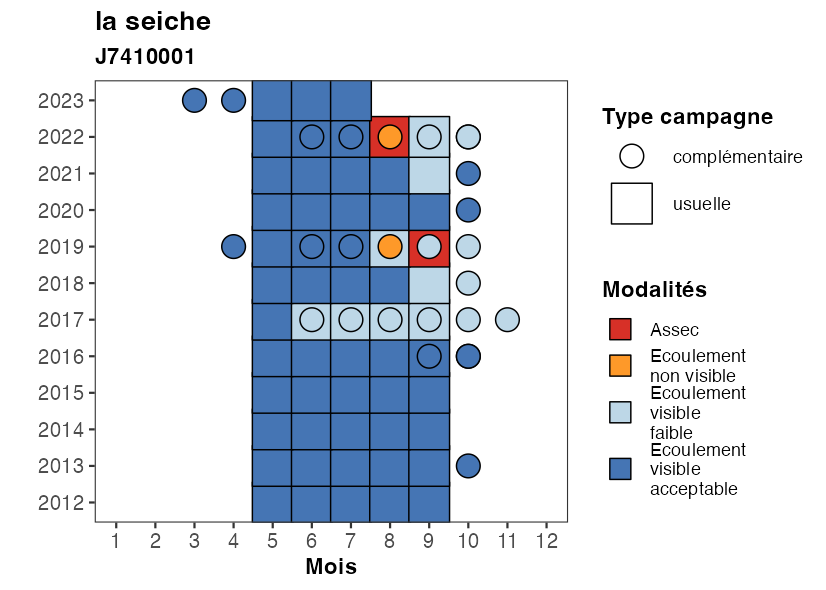 la seiche
J7410001
2023
2022
2021
2020
2019
2018
2017
2016
2015
2014
2013
2012
1 2 3 4 5 6 7 8 9 10 11 12
Mois
Type campagne
complémentaire
usuelle
Modalités
Assec
Ecoulement
non visible
Ecoulement
visible
faible
Ecoulement
visible
acceptable